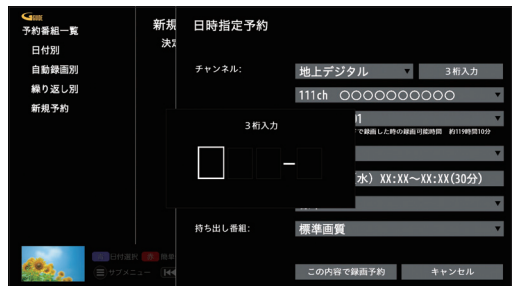 G GUIDE
予約番組一覧
日付別
自動録画別
繰り返し別
新規予約
新規
決定
日時指定予約
チャンネル:
地上デジタル
3桁入力
111ch 〇〇〇〇〇〇〇〇〇〇
で録画した時の録画可能時間 約119時間10分
水) XX:XX～XX:XX(30分)
3桁入力
–
持ち出し番組:
標準画質
この内容で録画予約
キャンセル
日付選択
赤
簡単
サブメニュー